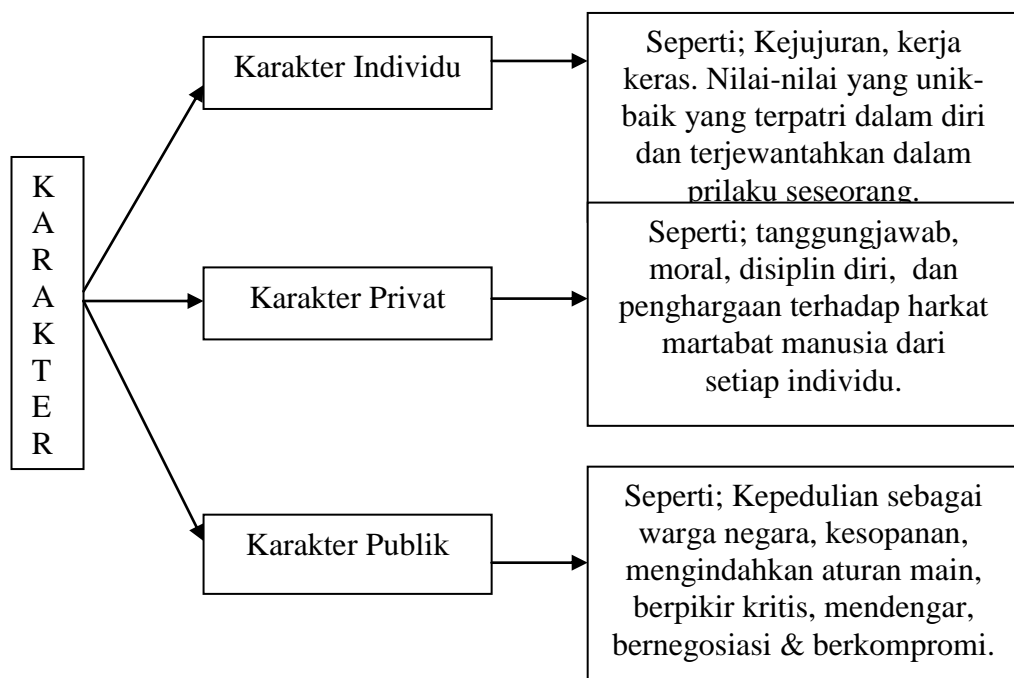 KARAKTER
Karakter Individu
Seperti; Kejujuran, kerja
keras. Nilai-nilai yang unik-
baik yang terpatri dalam diri
dan terjewantahkan dalam
prilaku seseorang.
Karakter Privat
Seperti; tanggungjawab,
moral, disiplin diri, dan
penghargaan terhadap harkat
martabat manusia dari
setiap individu.
Karakter Publik
Seperti; Kepedulian sebagai
warga negara, kesopanan,
mengindahkan aturan main,
berpikir kritis, mendengar,
bernegosiasi & berkompromi.